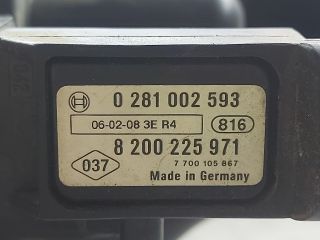 0 281 002 593
06-02-08 3E R4 816
8 200 225 971
037 7 700 105 867
Made in Germany